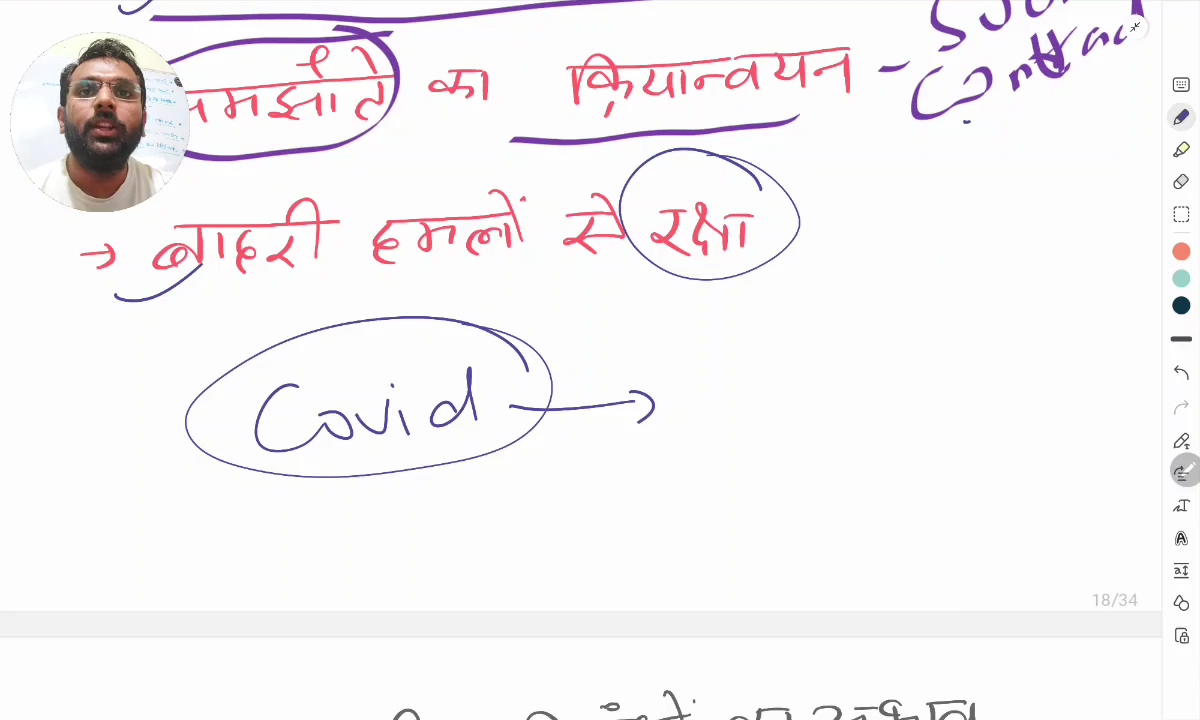 समझौते का क्रियान्वयन -
→ बाहरी हमलों से रक्षा
Covid →
18/34